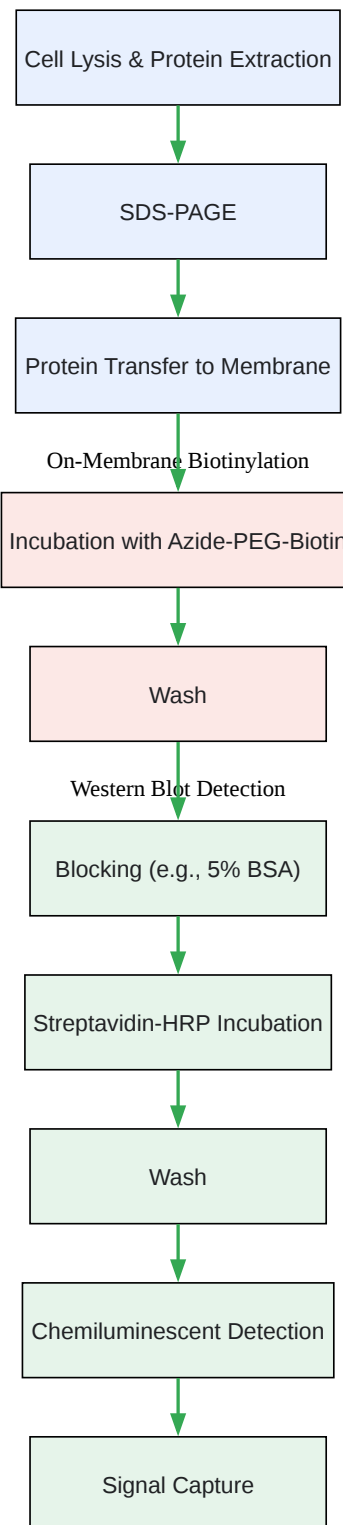 Cell Lysis & Protein Extraction
SDS-PAGE
Protein Transfer to Membrane
On-Membrane Biotinylation
Incubation with Azide-PEG-Biotin
Wash
Western Blot Detection
Blocking (e.g., 5% BSA)
Streptavidin-HRP Incubation
Wash
Chemiluminescent Detection
Signal Capture